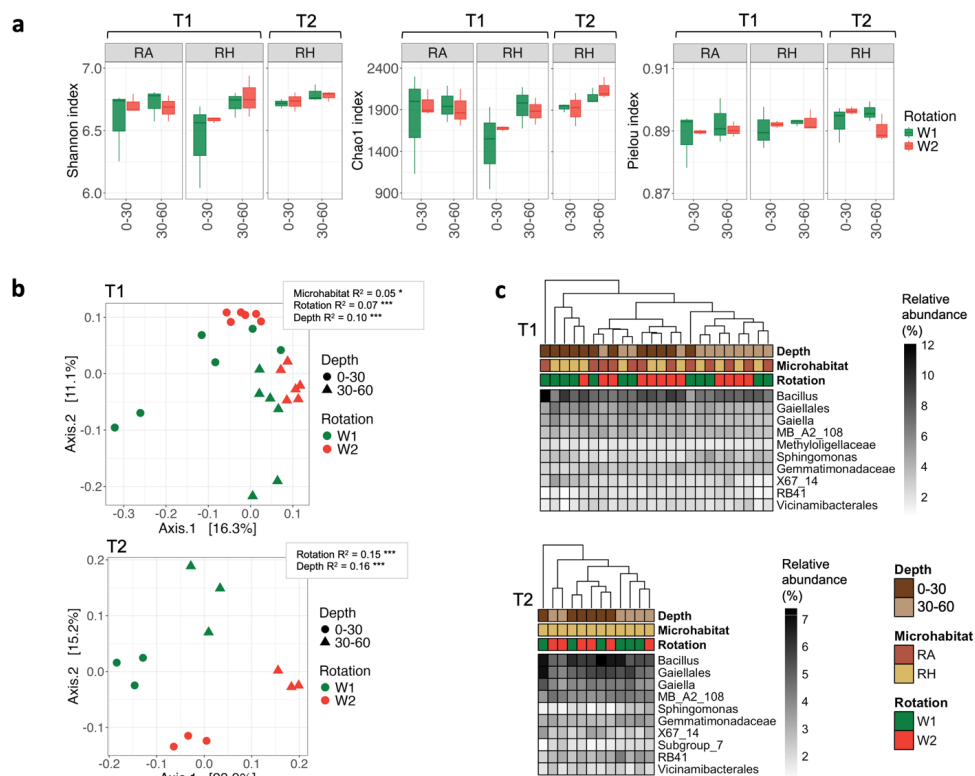 a
T1
T2
T1
T2
T1
T2
RA
RH
RH
RA
RH
RH
RA
RH
RH
Shannon index
7.0
6.5
6.0
0-30
30-60
0-30
30-60
0-30
30-60
Chao1 index
2400
1900
1400
900
0-30
30-60
0-30
30-60
0-30
30-60
Pielou index
0.91
0.89
0.87
0-30
30-60
0-30
30-60
0-30
30-60
Rotation
W1
W2
b
T1
Microhabitat R² = 0.05 *
Rotation R² = 0.07 ***
Depth R² = 0.10 ***
Axis.2 [11.1%]
0.1
0.0
-0.1
-0.2
-0.3
-0.2
-0.1
0.0
0.1
Axis.1 [16.3%]
Depth
0-30
30-60
Rotation
W1
W2
T2
Rotation R² = 0.15 ***
Depth R² = 0.16 ***
Axis.2 [15.2%]
0.2
0.1
0.0
-0.1
-0.2
-0.1
0.0
0.1
0.2
Depth
0-30
30-60
Rotation
W1
W2
c
T1
Depth
Microhabitat
Rotation
Bacillus
Gaiellales
Gaiella
MB_A2_108
Methyloligellaceae
Sphingomonas
Gemmatimonadaceae
X67_14
RB41
Vicinamibacterales
Relative
abundance
(%)
12
10
8
6
4
2
T2
Depth
Microhabitat
Rotation
Bacillus
Gaiellales
Gaiella
MB_A2_108
Sphingomonas
Gemmatimonadaceae
X67_14
Subgroup_7
RB41
Vicinamibacterales
Relative
abundance
(%)
7
6
5
4
3
2
Depth
0-30
30-60
Microhabitat
RA
RH
Rotation
W1
W2